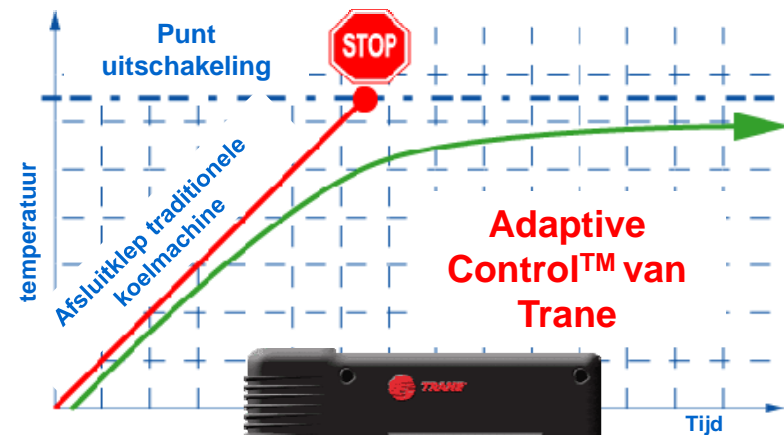 Punt
uitschakeling
STOP
temperatuur
Afsluitklep traditionele
koelmachine
Adaptive
Control™ van
Trane
TRANE
Tijd